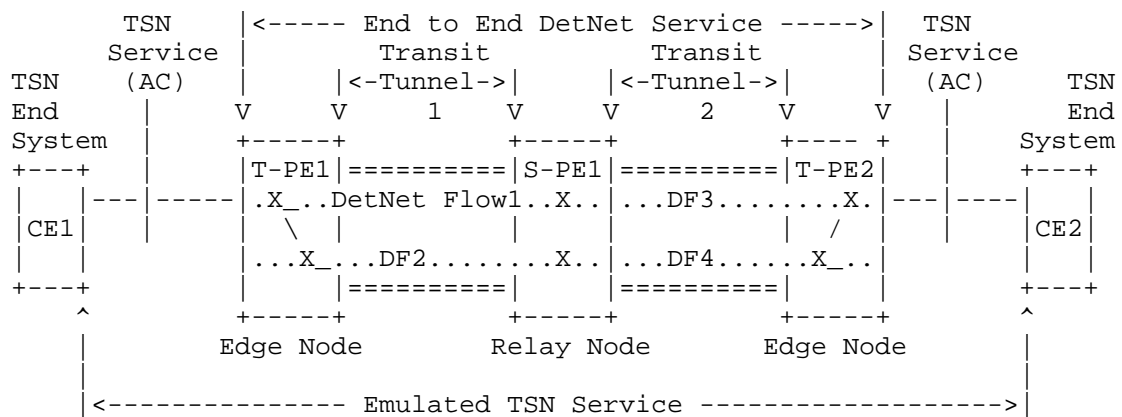 TSN |<----- End to End DetNet Service ----->| TSN
Service | Transit Transit | Service
TSN (AC) | |<-Tunnel->| |<-Tunnel->| | (AC) TSN
End | V V 1 V V 2 V V | End
System | +-----+ +-----+ +---- + | System
+---+ | |T-PE1|==========|S-PE1|==========|T-PE2| | +---+
| |---|-----|.X_..DetNet Flow1..X..|...DF3........X.|---|----| |
|CE1| | | \ | | | | / | | |CE2|
| | |...X_...DF2........X..|...DF4......X_..| | |
+---+ | |==========| |==========| | +---+
^ +-----+ +-----+ +-----+ ^
| Edge Node Relay Node Edge Node |
| |
|<--------------- Emulated TSN Service ------------------->|